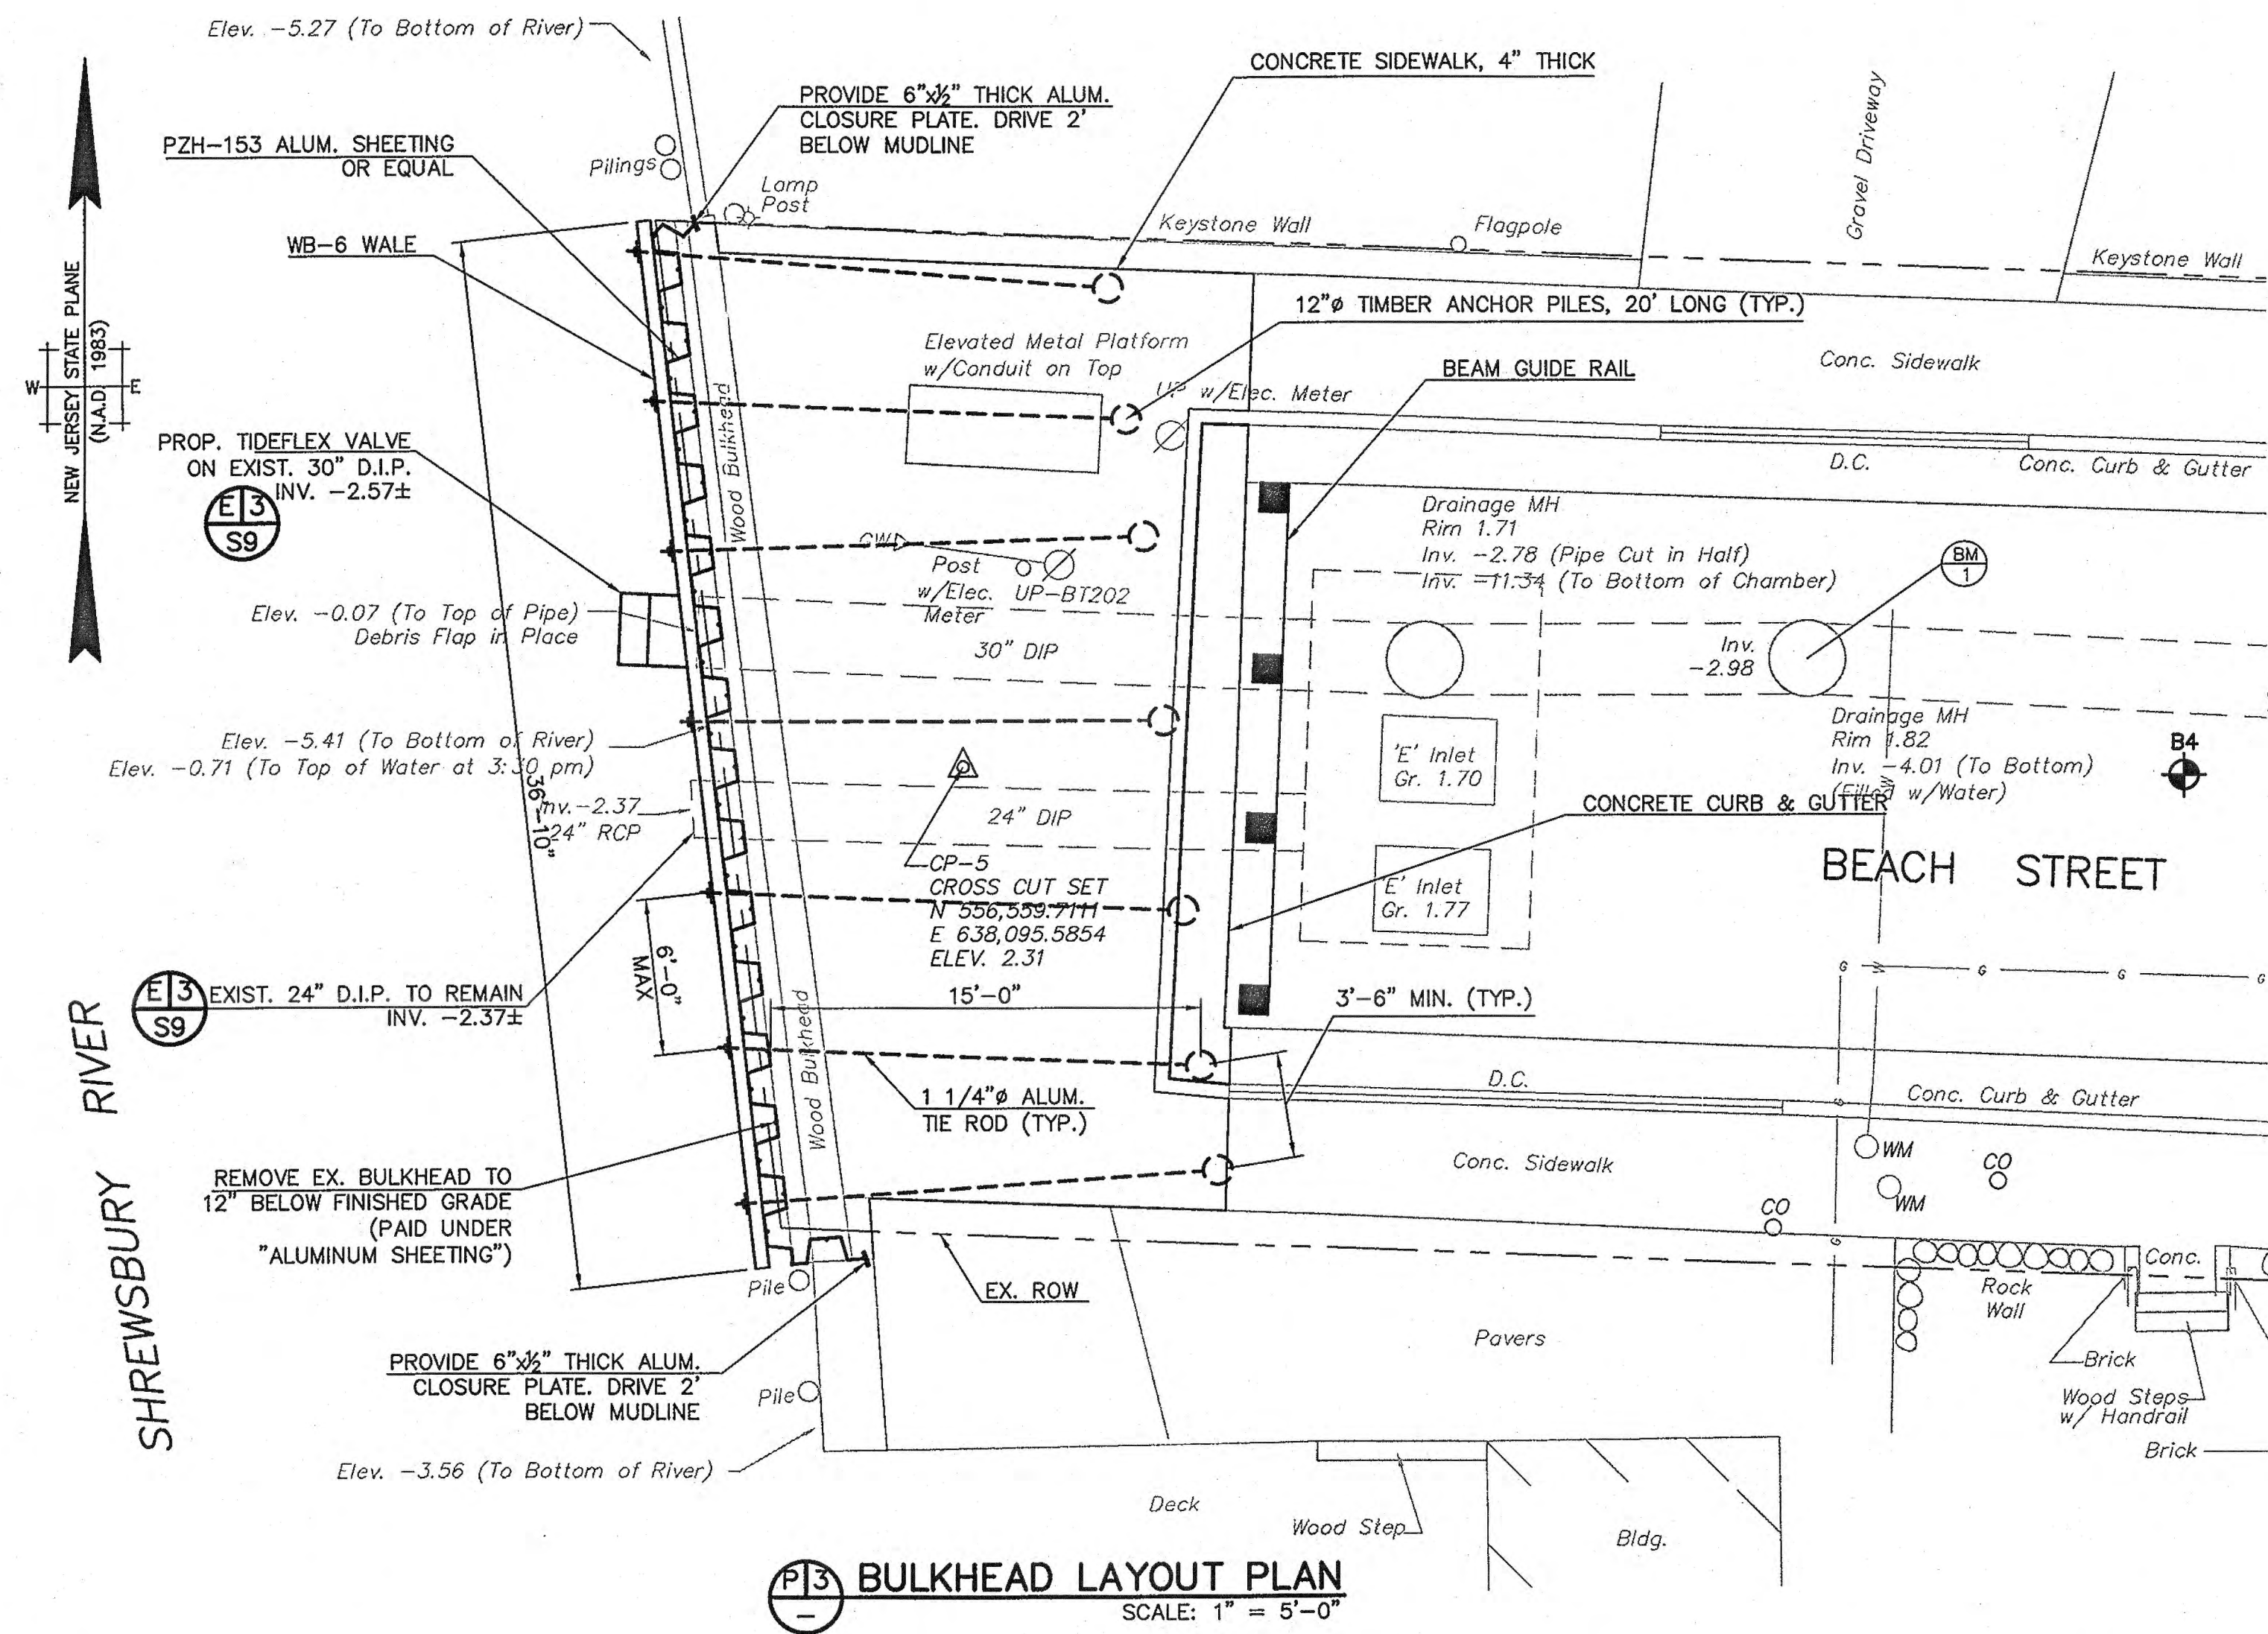 Elev. -5.27 (To Bottom of River)
CONCRETE SIDEWALK, 4" THICK
PROVIDE 6"x½" THICK ALUM.
CLOSURE PLATE. DRIVE 2'
BELOW MUDLINE
PZH-153 ALUM. SHEETING
OR EQUAL
Pilings
Lamp
Post
Keystone Wall
Flagpole
Gravel Driveway
Keystone Wall
WB-6 WALE
12"ø TIMBER ANCHOR PILES, 20' LONG (TYP.)
Elevated Metal Platform
w/Conduit on Top
UP w/Elec. Meter
BEAM GUIDE RAIL
Conc. Sidewalk
NEW JERSEY STATE PLANE
(N.A.D. 1983)
W
E
Wood Bulkhead
PROP. TIDEFLEX VALVE
ON EXIST. 30" D.I.P.
INV. -2.57±
E 3
S9
D.C.
Conc. Curb & Gutter
Drainage MH
Rim 1.71
Inv. -2.78 (Pipe Cut in Half)
Inv. -11.34 (To Bottom of Chamber)
BM
1
GW
Post
w/Elec.
Meter
UP-BT202
Elev. -0.07 (To Top of Pipe)
Debris Flap in Place
30" DIP
Inv.
-2.98
Elev. -5.41 (To Bottom of River)
Elev. -0.71 (To Top of Water at 3:30 pm)
36'-10"
Inv.-2.37
24" RCP
24" DIP
'E' Inlet
Gr. 1.70
Drainage MH
Rim 1.82
Inv. -4.01 (To Bottom)
(Filled w/Water)
W
B4
CONCRETE CURB & GUTTER
CP-5
CROSS CUT SET
N 556,559.7111
E 638,095.5854
ELEV. 2.31
'E' Inlet
Gr. 1.77
BEACH STREET
6'-0"
MAX
E 3
S9
EXIST. 24" D.I.P. TO REMAIN
INV. -2.37±
15'-0"
3'-6" MIN. (TYP.)
G
W
G
G
G
SHREWSBURY RIVER
Wood Bulkhead
1 1/4"ø ALUM.
TIE ROD (TYP.)
D.C.
Conc. Curb & Gutter
G
REMOVE EX. BULKHEAD TO
12" BELOW FINISHED GRADE
(PAID UNDER
"ALUMINUM SHEETING")
Conc. Sidewalk
WM
CO
WM
CO
G
Pile
EX. ROW
Conc.
Rock
Wall
Pavers
PROVIDE 6"x½" THICK ALUM.
CLOSURE PLATE. DRIVE 2'
BELOW MUDLINE
Pile
Brick
Wood Steps
w/ Handrail
Brick
Elev. -3.56 (To Bottom of River)
Deck
Wood Step
Bldg.
P 3
-
BULKHEAD LAYOUT PLAN
SCALE: 1" = 5'-0"